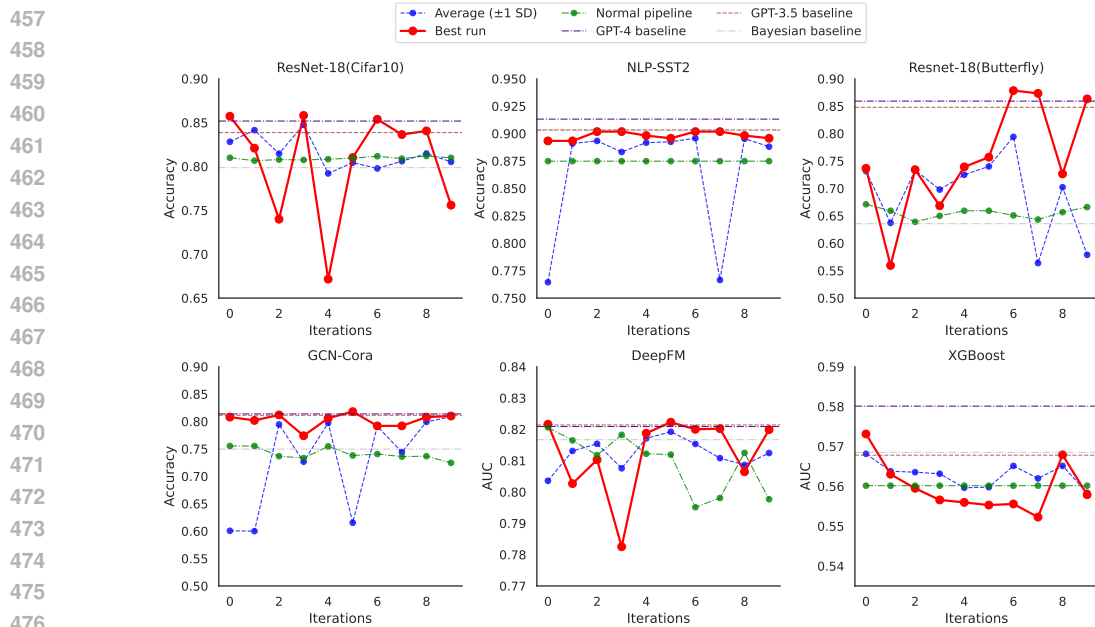 457
458
459
460
461
462
463
464
465
466
467
468
469
470
471
472
473
474
475
476
Average (±1 SD)
Best run
Normal pipeline
GPT-4 baseline
GPT-3.5 baseline
Bayesian baseline
ResNet-18(Cifar10)
Accuracy
0.90
0.85
0.80
0.75
0.70
0.65
0 2 4 6 8
Iterations
NLP-SST2
Accuracy
0.950
0.925
0.900
0.875
0.850
0.825
0.800
0.775
0.750
0 2 4 6 8
Iterations
Resnet-18(Butterfly)
Accuracy
0.90
0.85
0.80
0.75
0.70
0.65
0.60
0.55
0.50
0 2 4 6 8
Iterations
GCN-Cora
Accuracy
0.90
0.85
0.80
0.75
0.70
0.65
0.60
0.55
0.50
0 2 4 6 8
Iterations
DeepFM
AUC
0.84
0.83
0.82
0.81
0.80
0.79
0.78
0.77
0 2 4 6 8
Iterations
XGBoost
AUC
0.59
0.58
0.57
0.56
0.55
0.54
0 2 4 6 8
Iterations